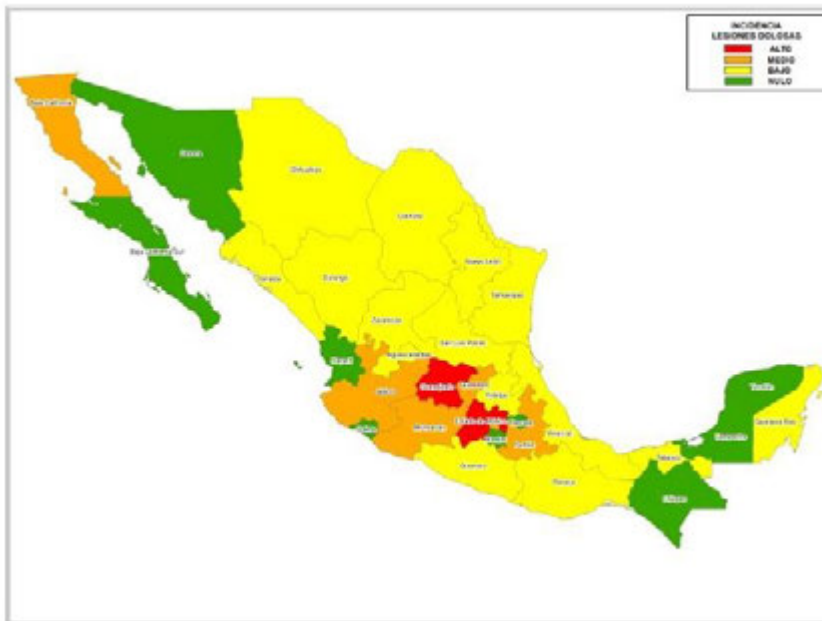 INCIDENCIA
LESIONES DOLOSAS
ALTO
MEDIO
BAJO
NULO
Baja California
Sonora
Chihuahua
Coahuila
Nuevo León
Baja California Sur
Sinaloa
Durango
Tamaulipas
Zacatecas
San Luis Potosí
Nayarit
Aguascalientes
Guanajuato
Querétaro
Hidalgo
Jalisco
Yucatán
Colima
Michoacán
Estado de México
Tlaxcala
Morelos
Puebla
Veracruz
Campeche
Quintana Roo
Tabasco
Guerrero
Oaxaca
Chiapas